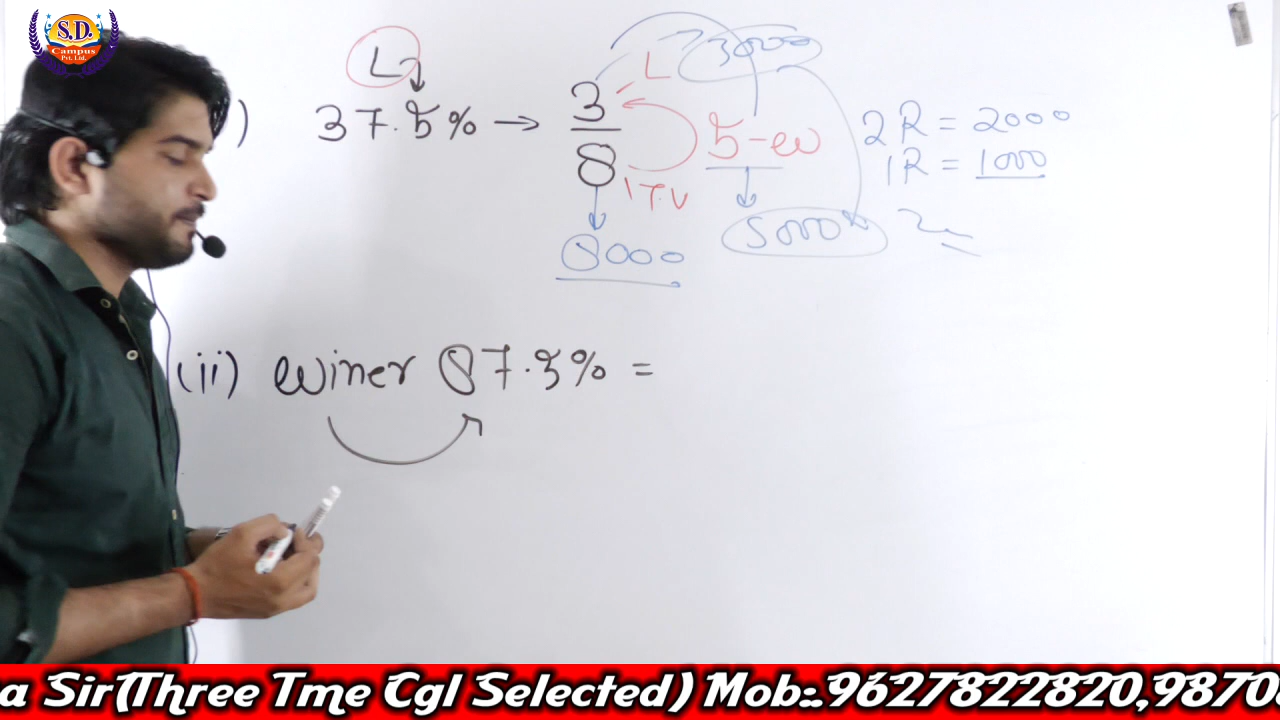 S.D.
Campus
Pvt. Ltd.
L
) 37.5% → 3/8
L
T.V
5-w
3000
5000
8000
2R = 2000
1R = 1000
(ii) Winer 87.5% =
a Sir(Three Tme Cgl Selected) Mob:.9627822820,9870